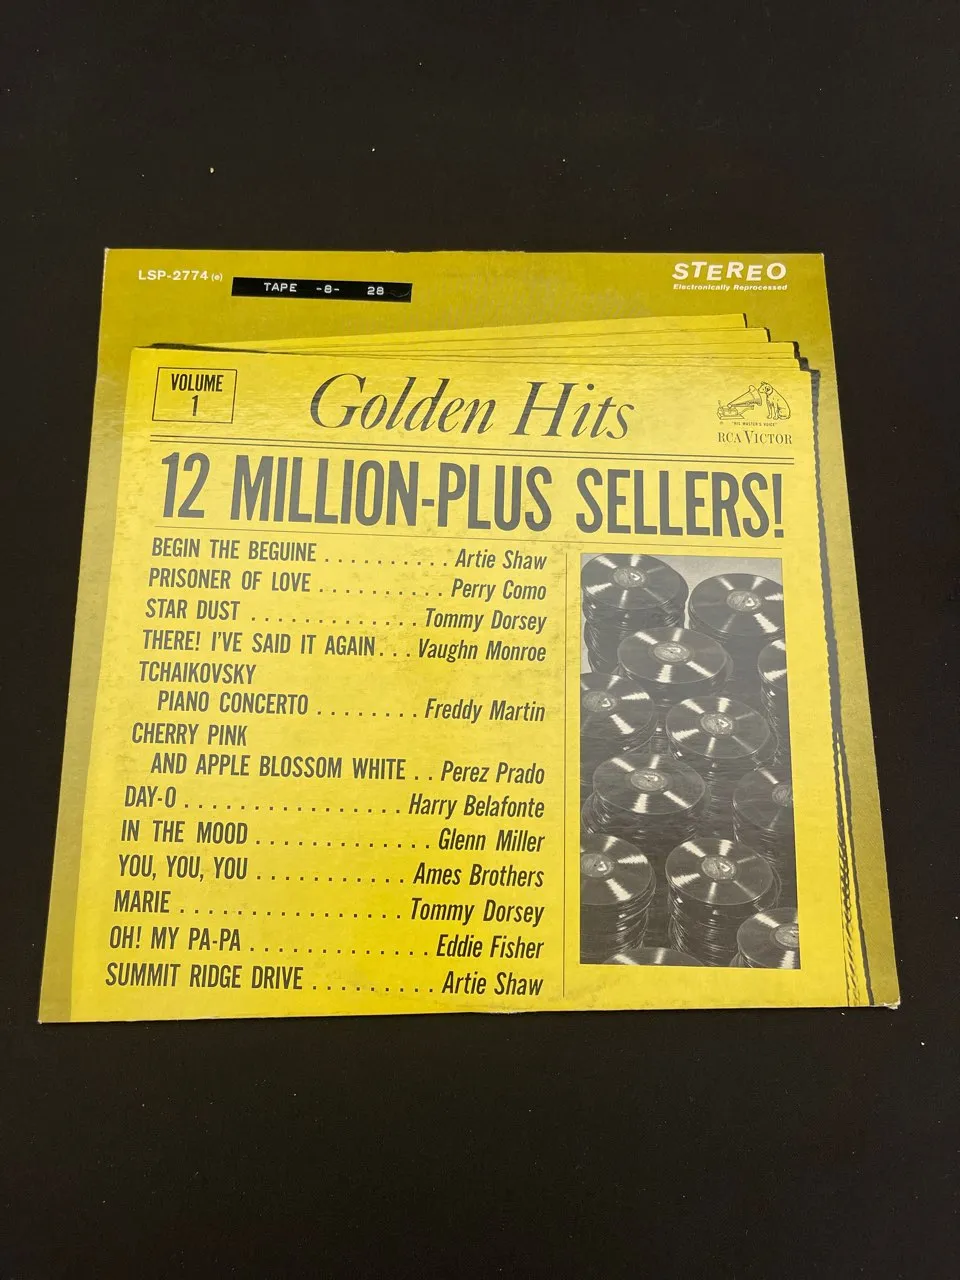 LSP-2774 (e)
TAPE -8- 28
STEREO
Electronically Reprocessed
VOLUME
1
Golden Hits
"HIS MASTER'S VOICE"
RCA VICTOR
12 MILLION-PLUS SELLERS!
BEGIN THE BEGUINE . . . . . . . . . . Artie Shaw
PRISONER OF LOVE . . . . . . . . . . Perry Como
STAR DUST . . . . . . . . . . . . . Tommy Dorsey
THERE! I'VE SAID IT AGAIN . . . Vaughn Monroe
TCHAIKOVSKY
PIANO CONCERTO . . . . . . . . Freddy Martin
CHERRY PINK
AND APPLE BLOSSOM WHITE . . Perez Prado
DAY-O . . . . . . . . . . . . . . . . . Harry Belafonte
IN THE MOOD . . . . . . . . . . . . . Glenn Miller
YOU, YOU, YOU . . . . . . . . . . . Ames Brothers
MARIE . . . . . . . . . . . . . . . . . Tommy Dorsey
OH! MY PA-PA . . . . . . . . . . . . Eddie Fisher
SUMMIT RIDGE DRIVE . . . . . . . . . Artie Shaw